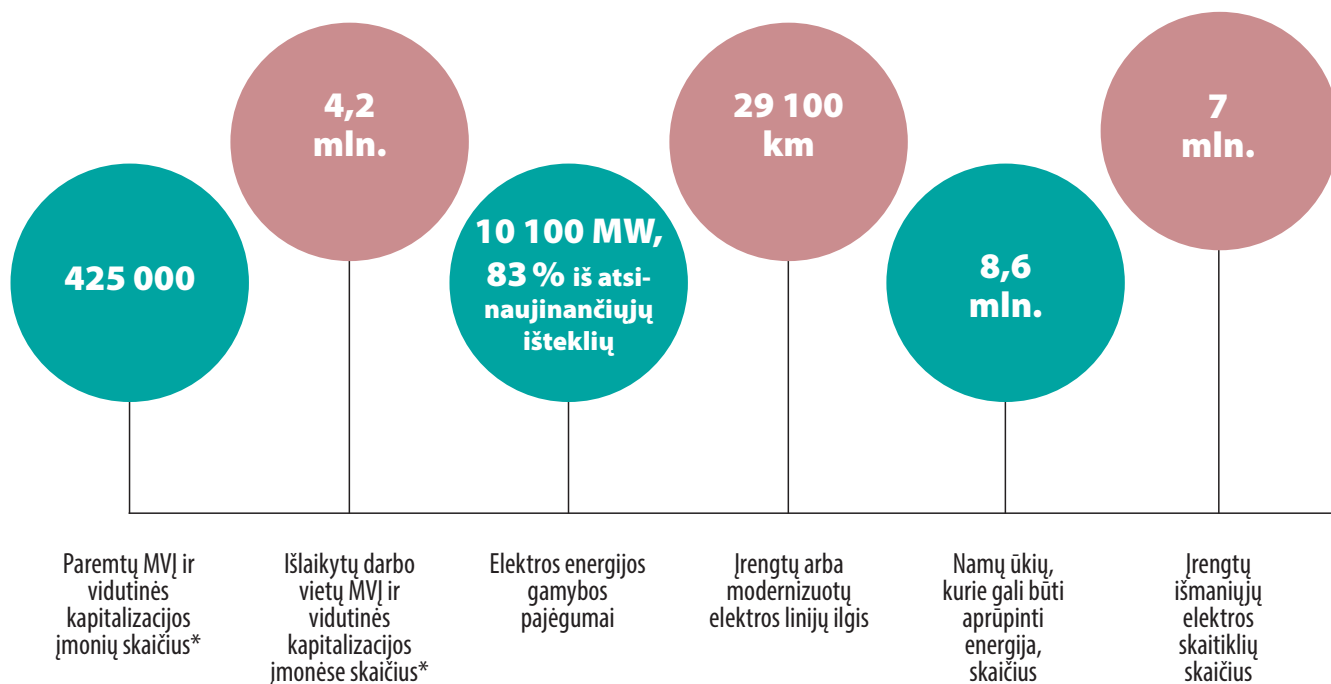 4,2
mln.
29 100
km
7
mln.
425 000
10 100 MW,
83 % iš atsi-
naujinančiųjų
išteklių
8,6
mln.
Paremtų MVĮ ir
vidutinės
kapitalizacijos
įmonių skaičius*
Išlaikytų darbo
vietų MVĮ ir
vidutinės
kapitalizacijos
įmonėse skaičius*
Elektros energijos
gamybos
pajėgumai
Įrengtų arba
modernizuotų
elektros linijų ilgis
Namų ūkių,
kurie gali būti
aprūpinti
energija,
skaičius
Įrengtų
išmaniųjų
elektros
skaitiklių
skaičius